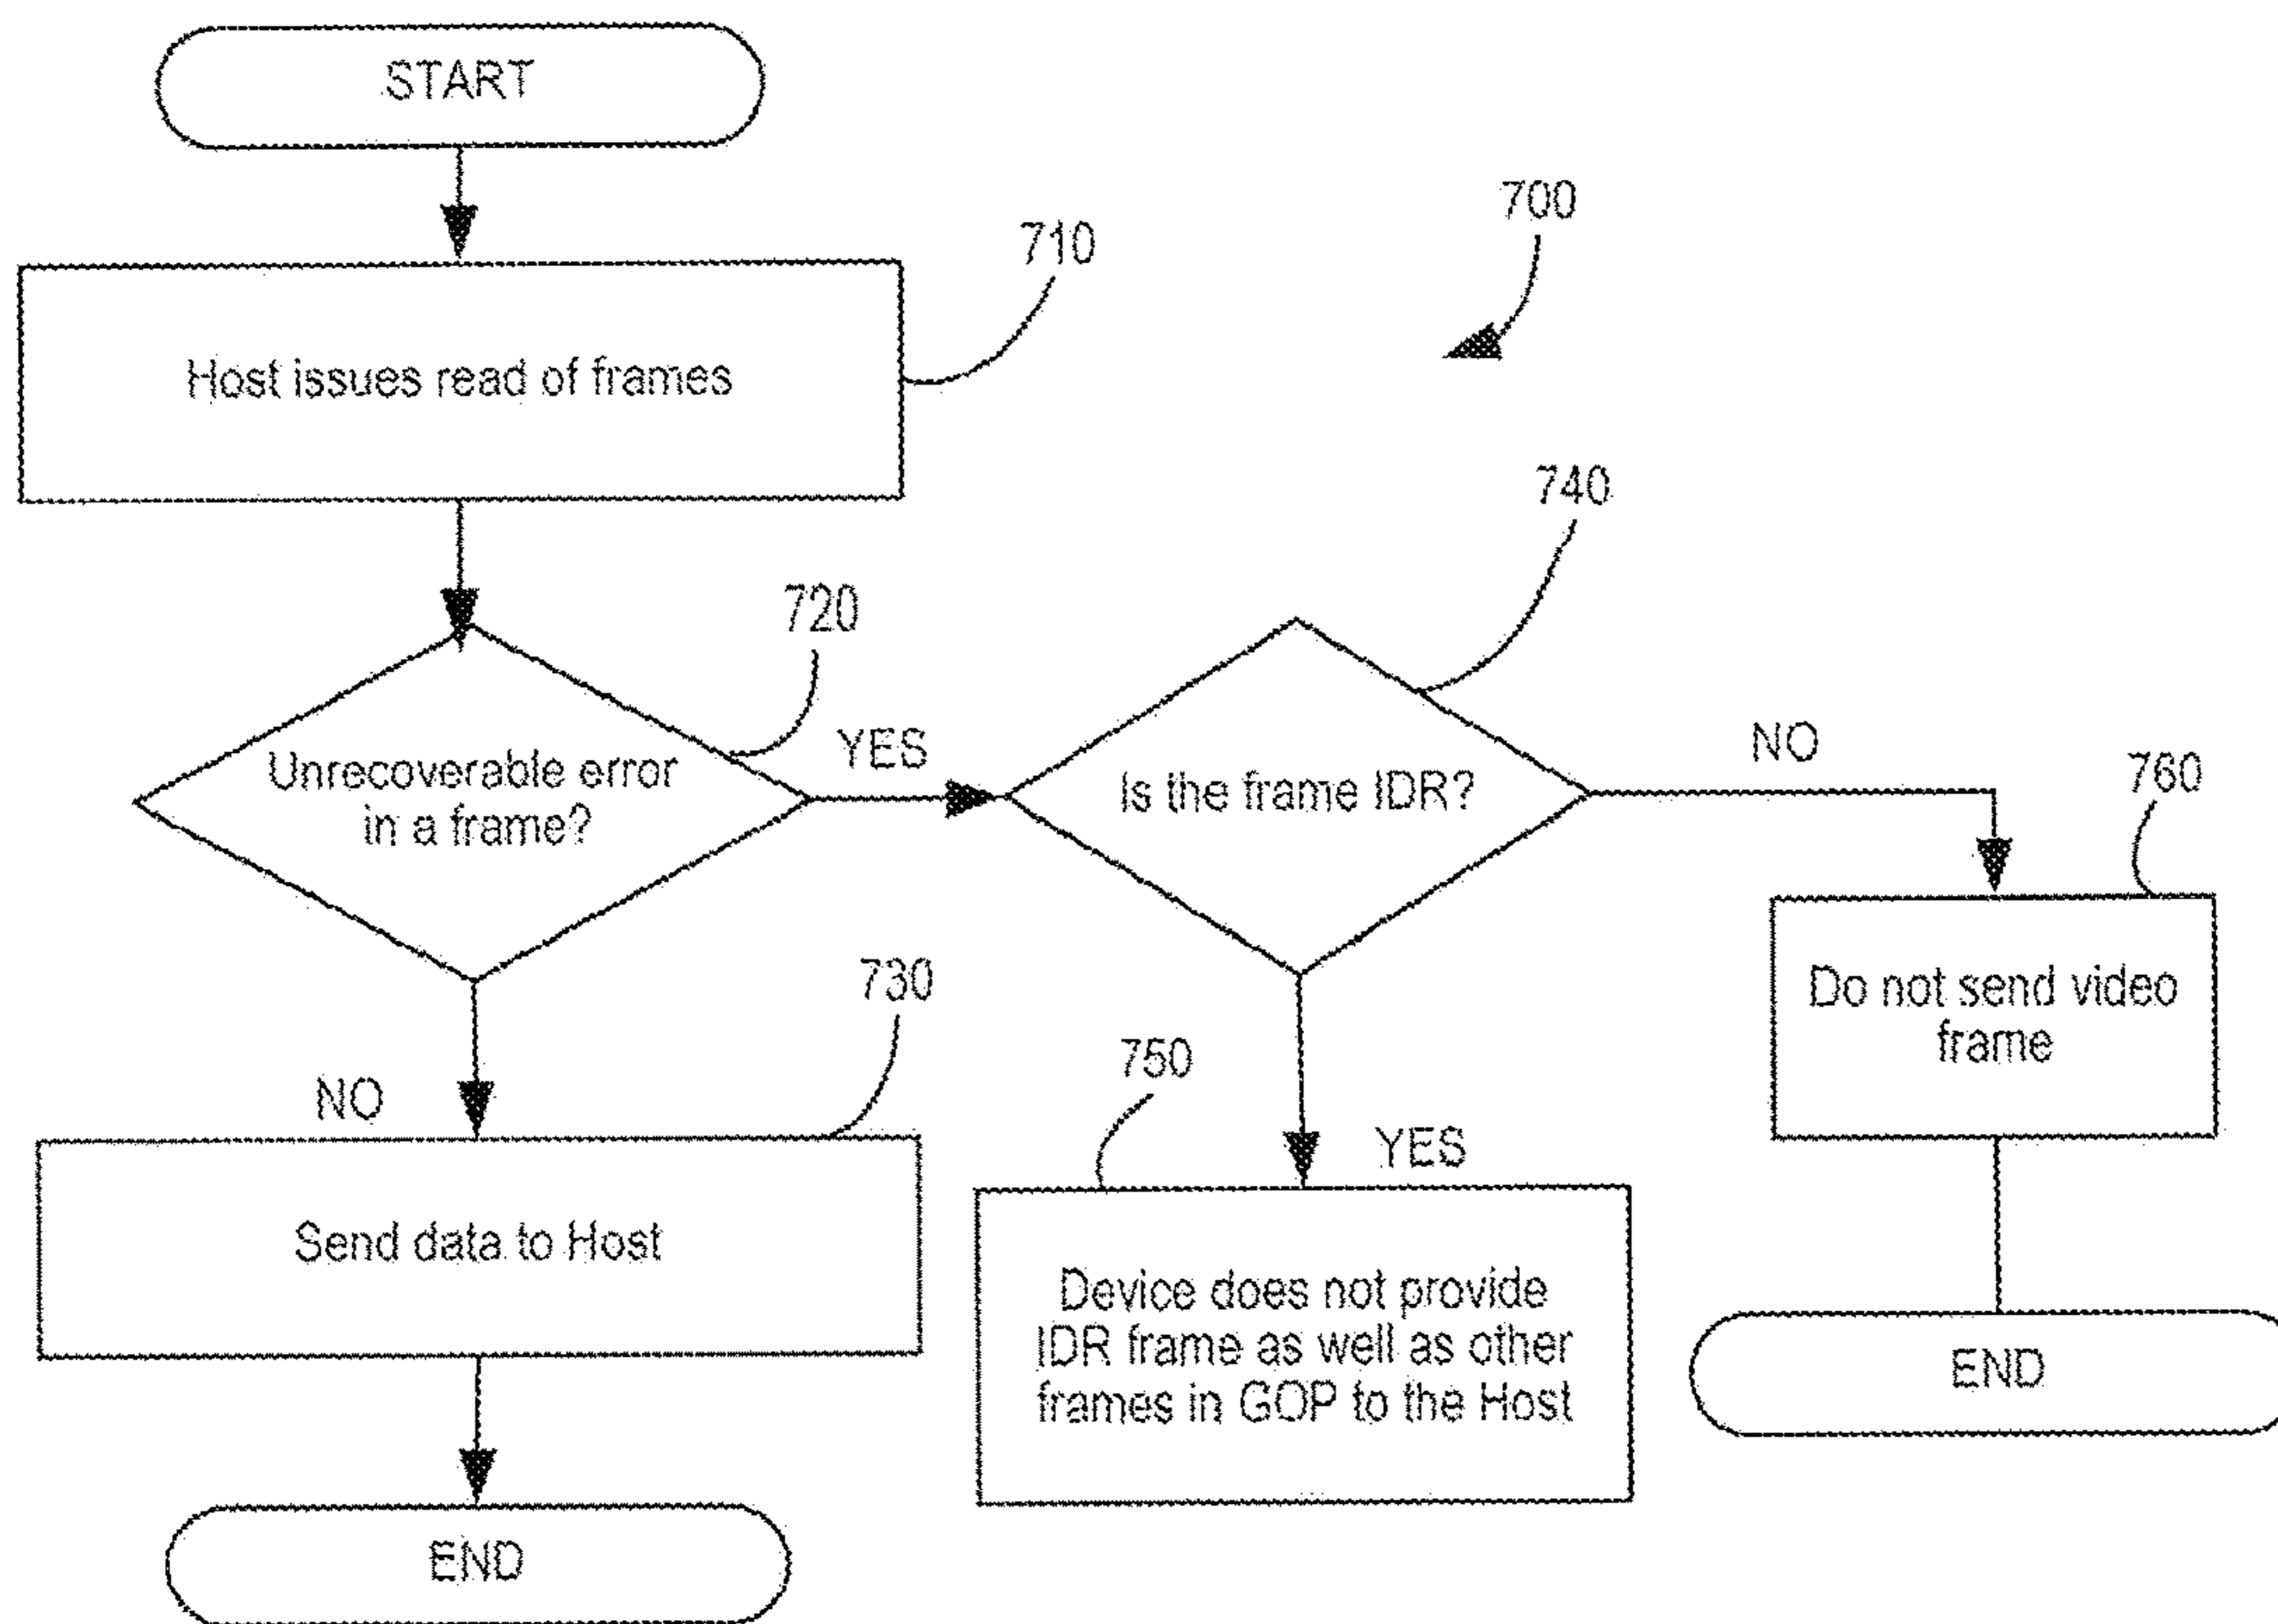 START
710
700
Host issues read of frames
740
720
Unrecoverable error
in a frame?
YES
Is the frame IDR?
NO
760
Do not send video
frame
END
NO
730
Send data to Host
END
750
YES
Device does not provide
IDR frame as well as other
frames in GOP to the Host